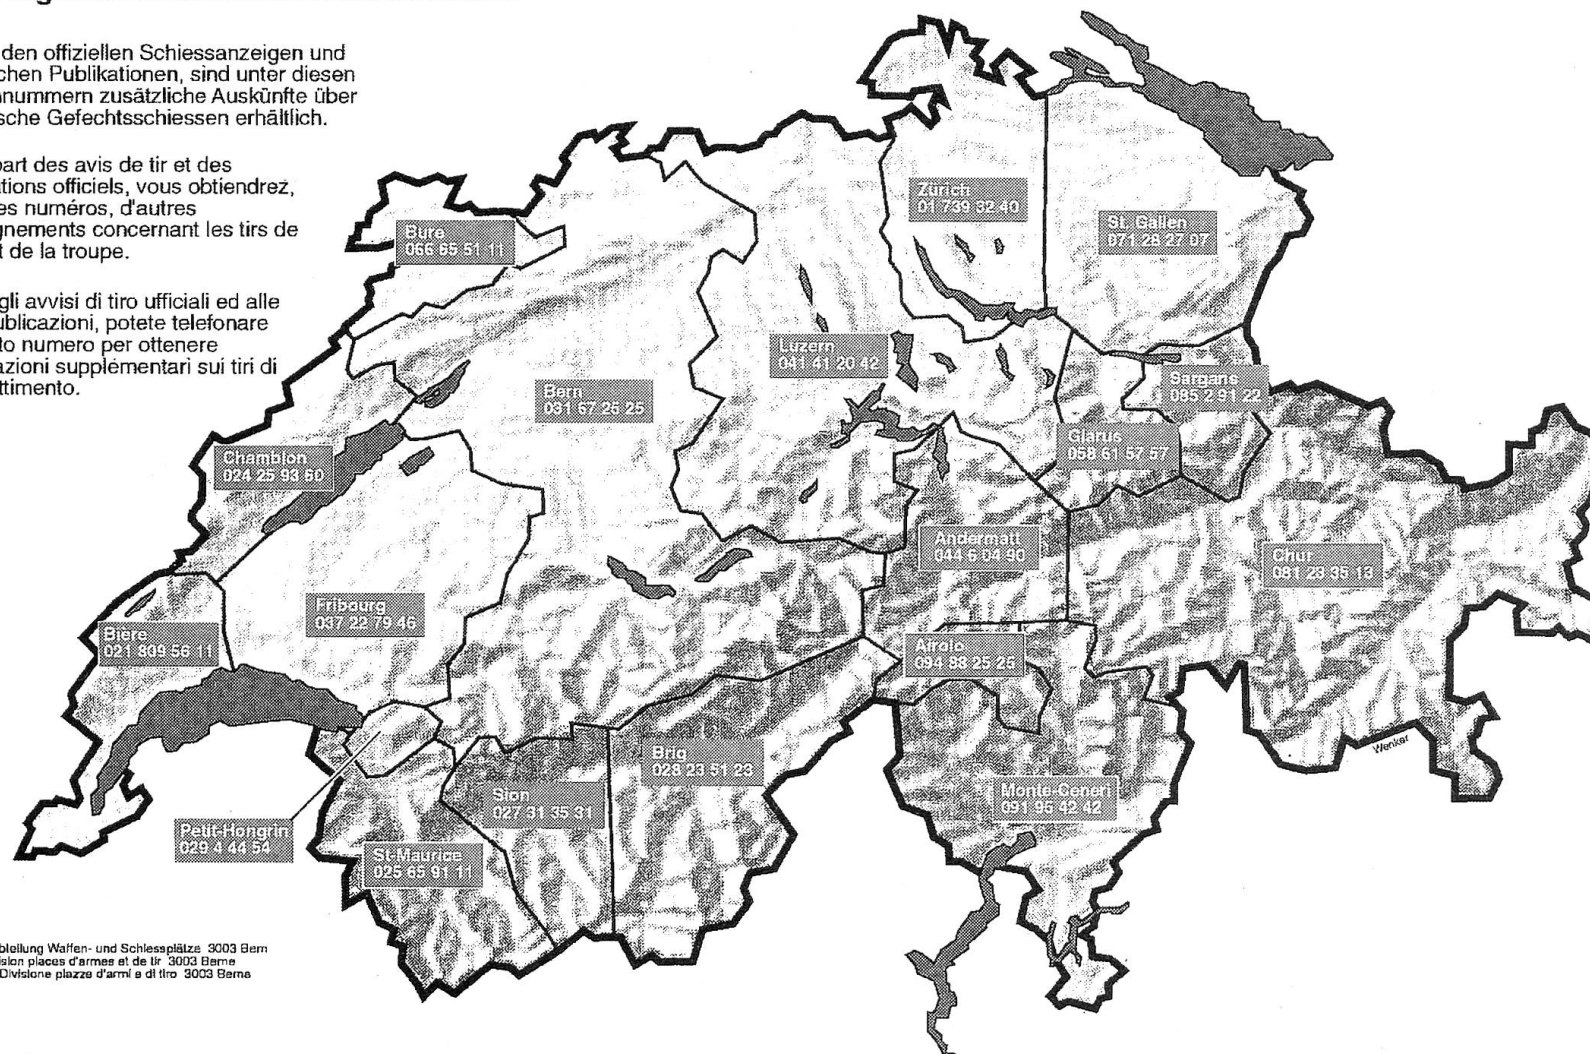 den offiziellen Schiessanzeigen und
chen Publikationen, sind unter diesen
nummern zusätzliche Auskünfte über
sche Gefechtsschiessen erhältlich.
part des avis de tir et des
tions officiels, vous obtiendrez,
es numéros, d'autres
gnements concernant les tirs de
t de la troupe.
gli avvisi di tiro ufficiali ed alle
ublicazioni, potete telefonare
to numero per ottenere
azioni supplementari sui tiri di
ttimento.
Zürich
01 739 32 40
St. Gallen
071 28 27 07
Bure
066 65 51 11
Luzern
041 41 20 42
Sargans
085 2 91 22
Bern
031 67 25 25
Glarus
058 61 57 57
Chamblon
024 25 93 60
Andermatt
044 6 04 90
Chur
081 23 35 13
Fribourg
037 22 79 46
Bière
021 809 56 11
Airolo
094 88 25 25
Wenker
Brig
028 23 51 23
Sion
027 31 35 31
Monte-Ceneri
091 95 42 42
Petit-Hongrin
029 4 44 54
St-Maurice
025 65 91 11
bteilung Waffen- und Schiessplätze 3003 Bern
ision places d'armes et de tir 3003 Berne
Divisione piazze d'armi e di tiro 3003 Berna